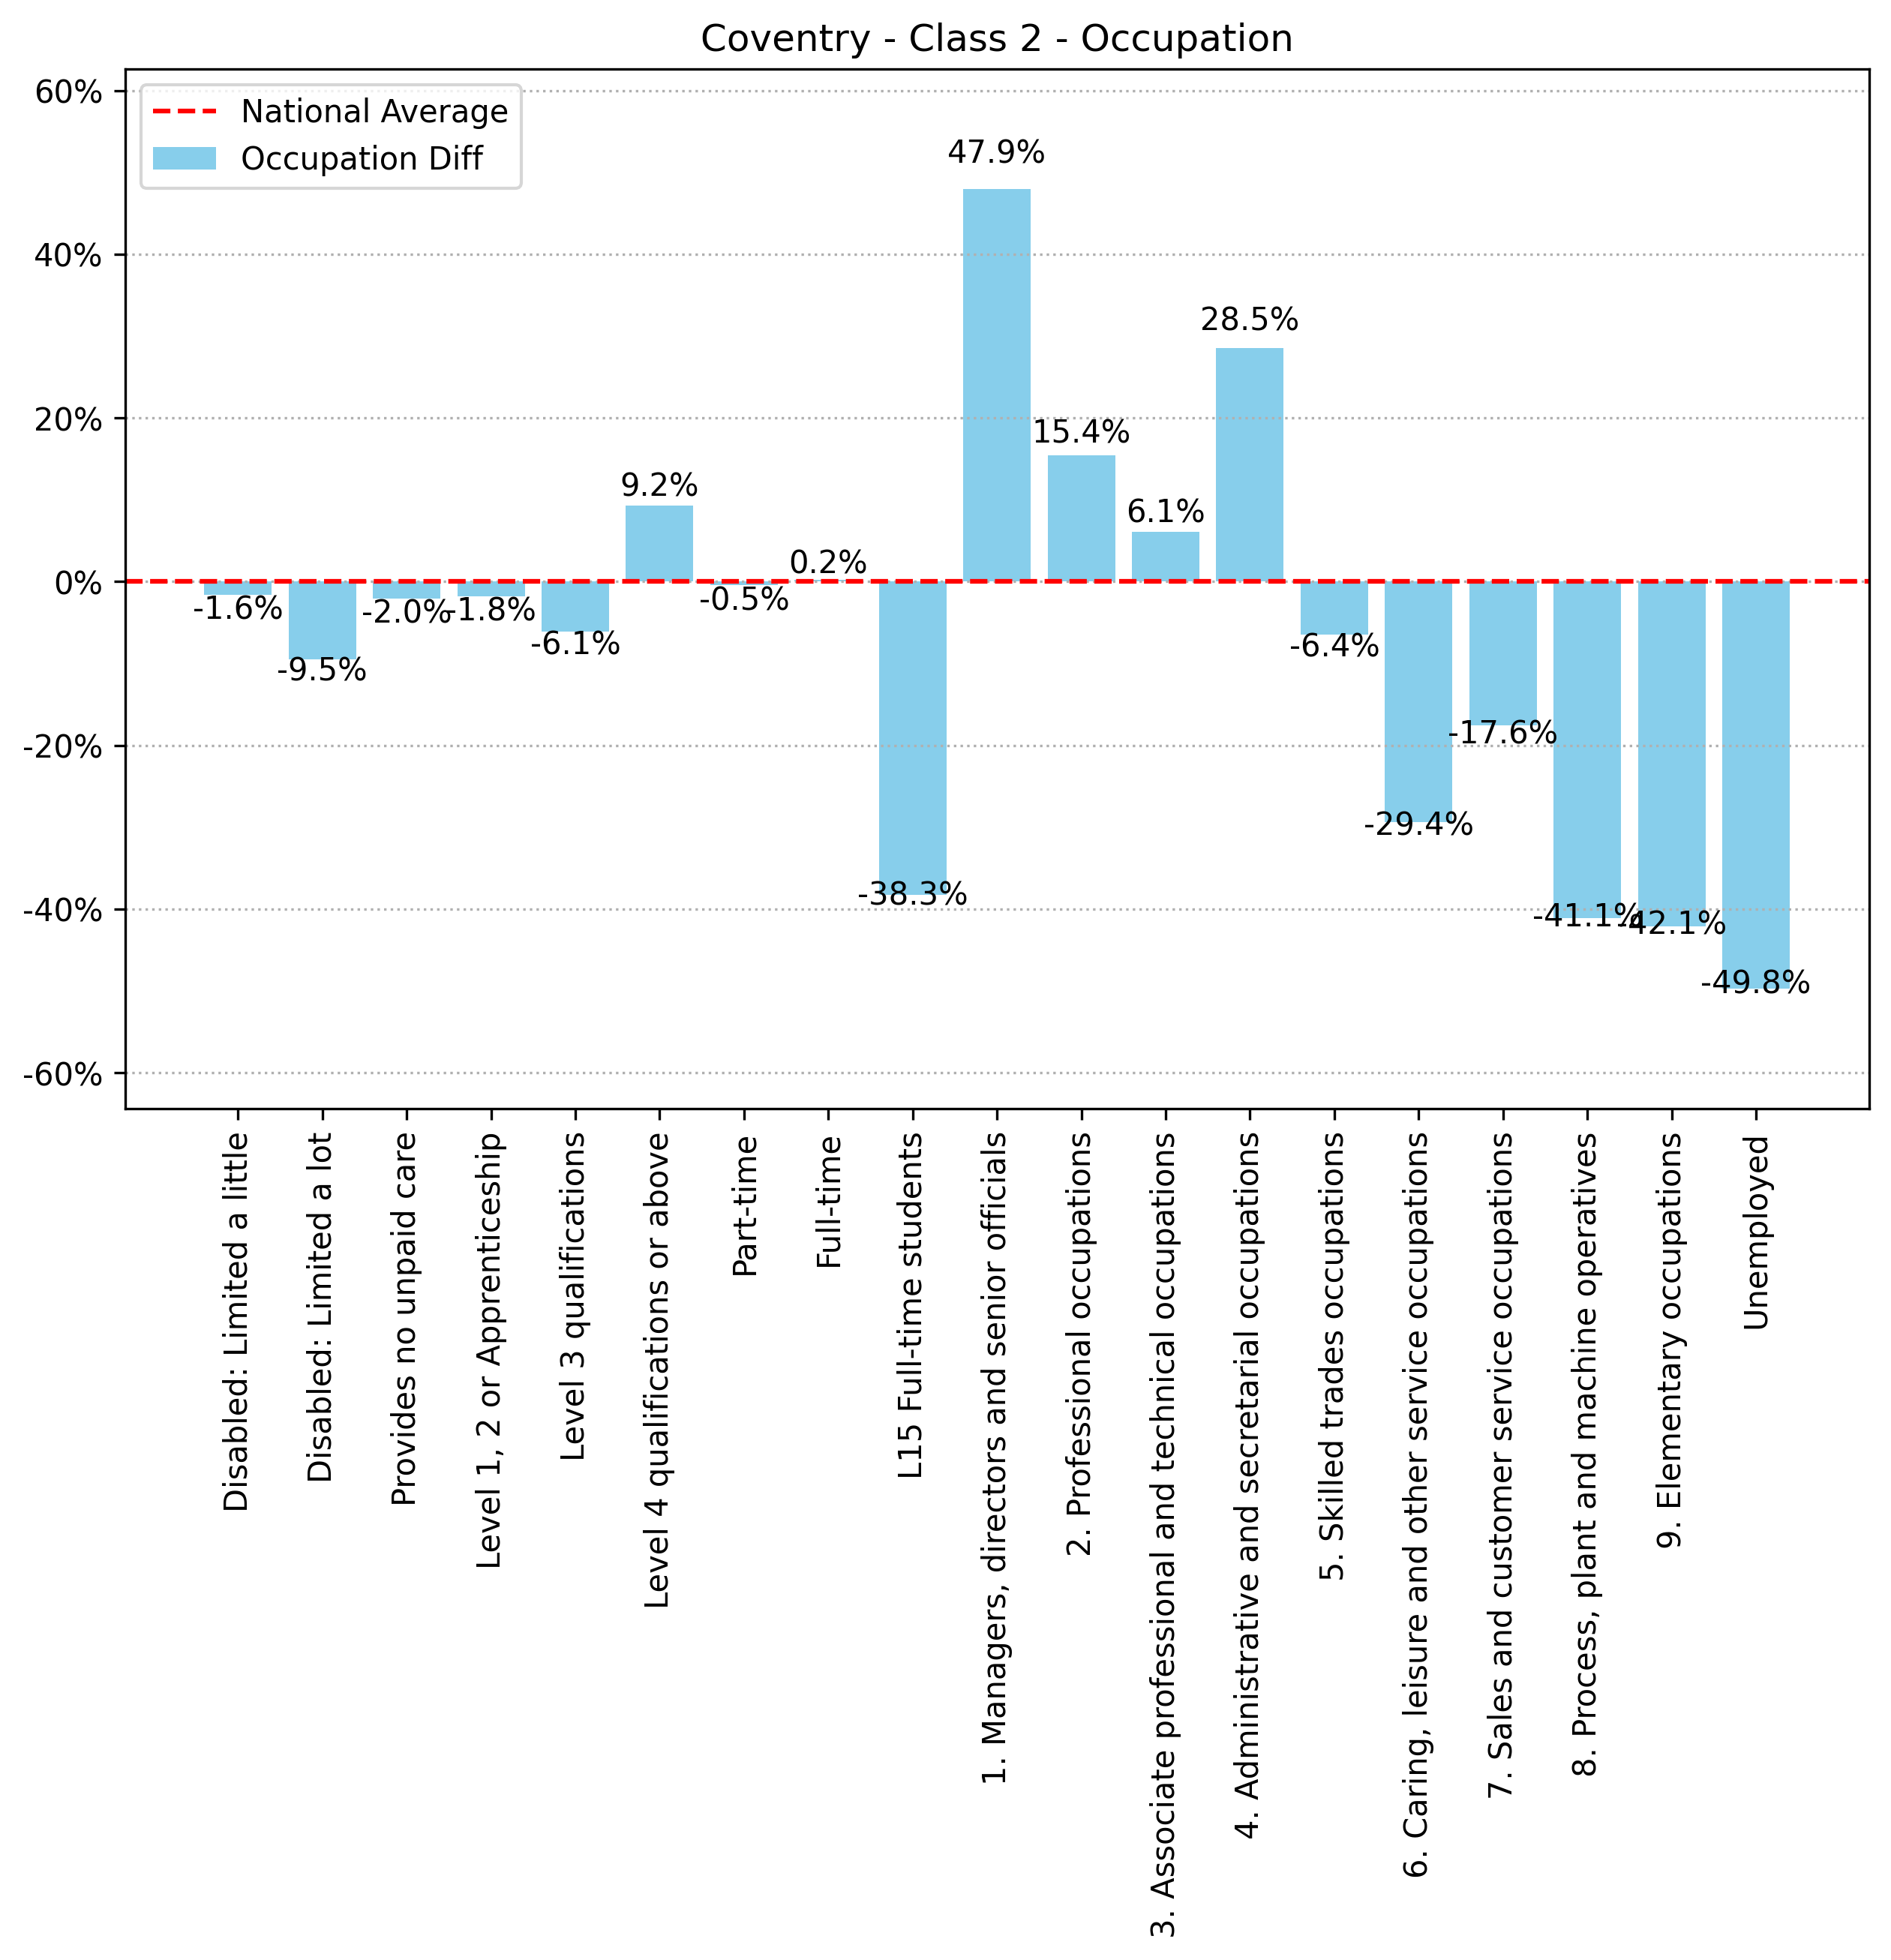 Coventry - Class 2 - Occupation
National Average
Occupation Diff
60%
40%
20%
0%
-20%
-40%
-60%
-1.6%
-9.5%
-2.0%
-1.8%
-6.1%
9.2%
-0.5%
0.2%
-38.3%
47.9%
15.4%
6.1%
28.5%
-6.4%
-29.4%
-17.6%
-41.1%
-42.1%
-49.8%
Disabled: Limited a little
Disabled: Limited a lot
Provides no unpaid care
Level 1, 2 or Apprenticeship
Level 3 qualifications
Level 4 qualifications or above
Part-time
Full-time
L15 Full-time students
1. Managers, directors and senior officials
2. Professional occupations
3. Associate professional and technical occupations
4. Administrative and secretarial occupations
5. Skilled trades occupations
6. Caring, leisure and other service occupations
7. Sales and customer service occupations
8. Process, plant and machine operatives
9. Elementary occupations
Unemployed